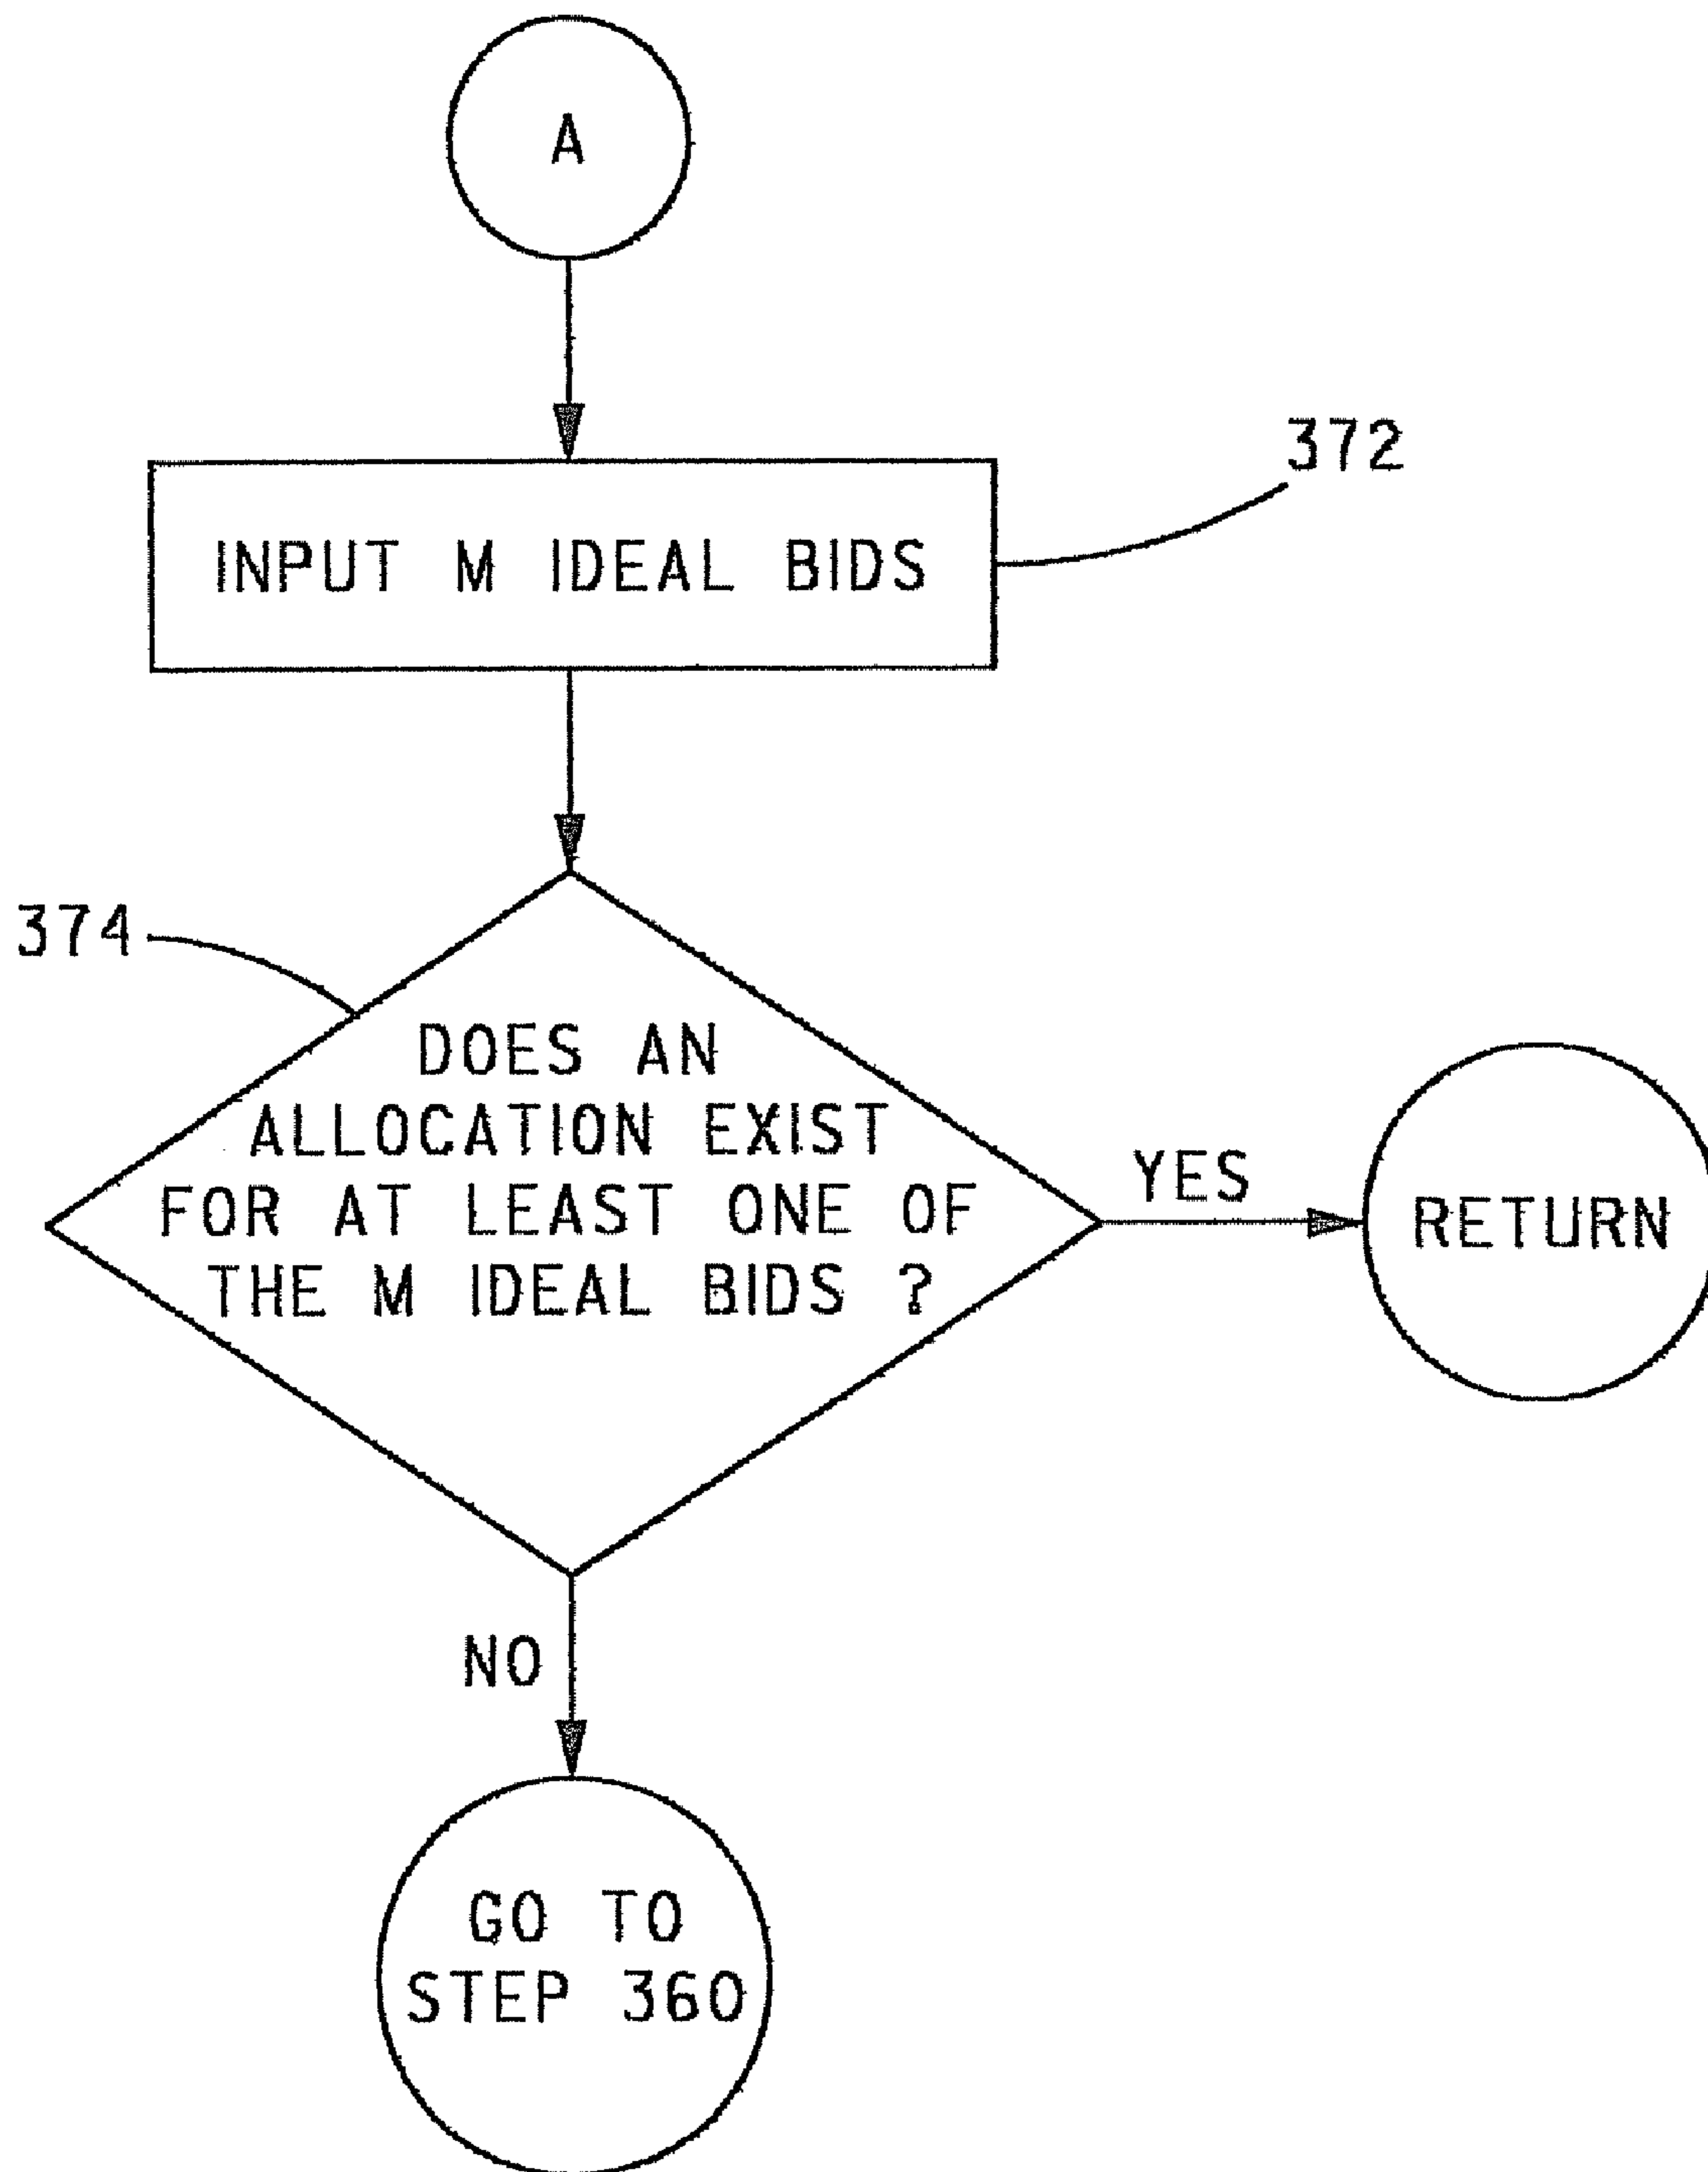 A
372
INPUT M IDEAL BIDS
374
DOES AN
ALLOCATION EXIST
FOR AT LEAST ONE OF
THE M IDEAL BIDS ?
YES
RETURN
NO
GO TO
STEP 360